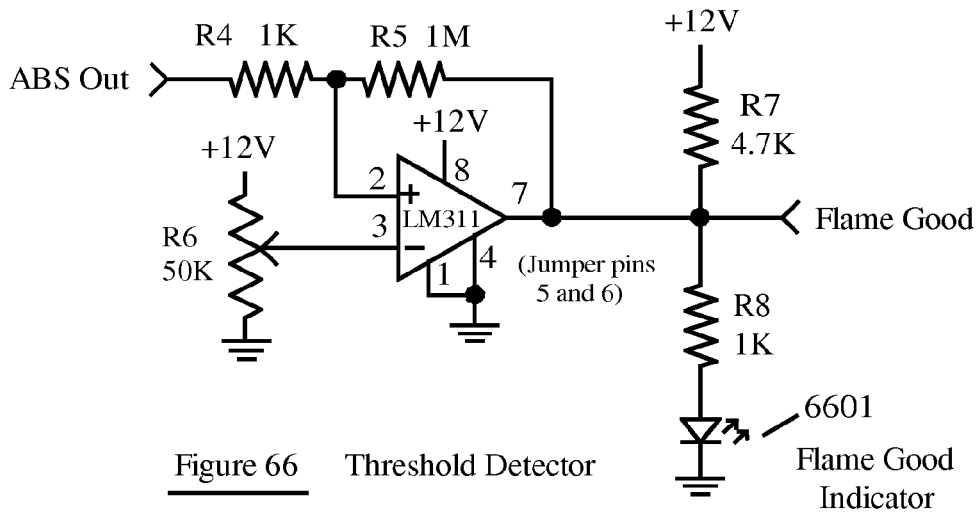 +12V
R4 1K
R5 1M
ABS Out
R7
4.7K
+12V
+12V
8
2
+
7
LM311
3
−
R6
50K
1
4
Flame Good
(Jumper pins
5 and 6)
R8
1K
6601
Figure 66 Threshold Detector
Flame Good
Indicator